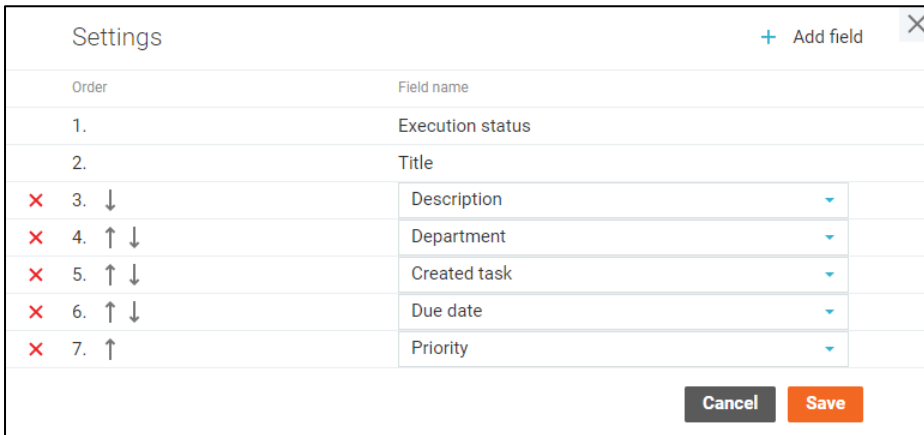 Settings
+ Add field
Order Field name
1. Execution status
2. Title
3. Description
4. Department
5. Created task
6. Due date
7. Priority
Cancel Save